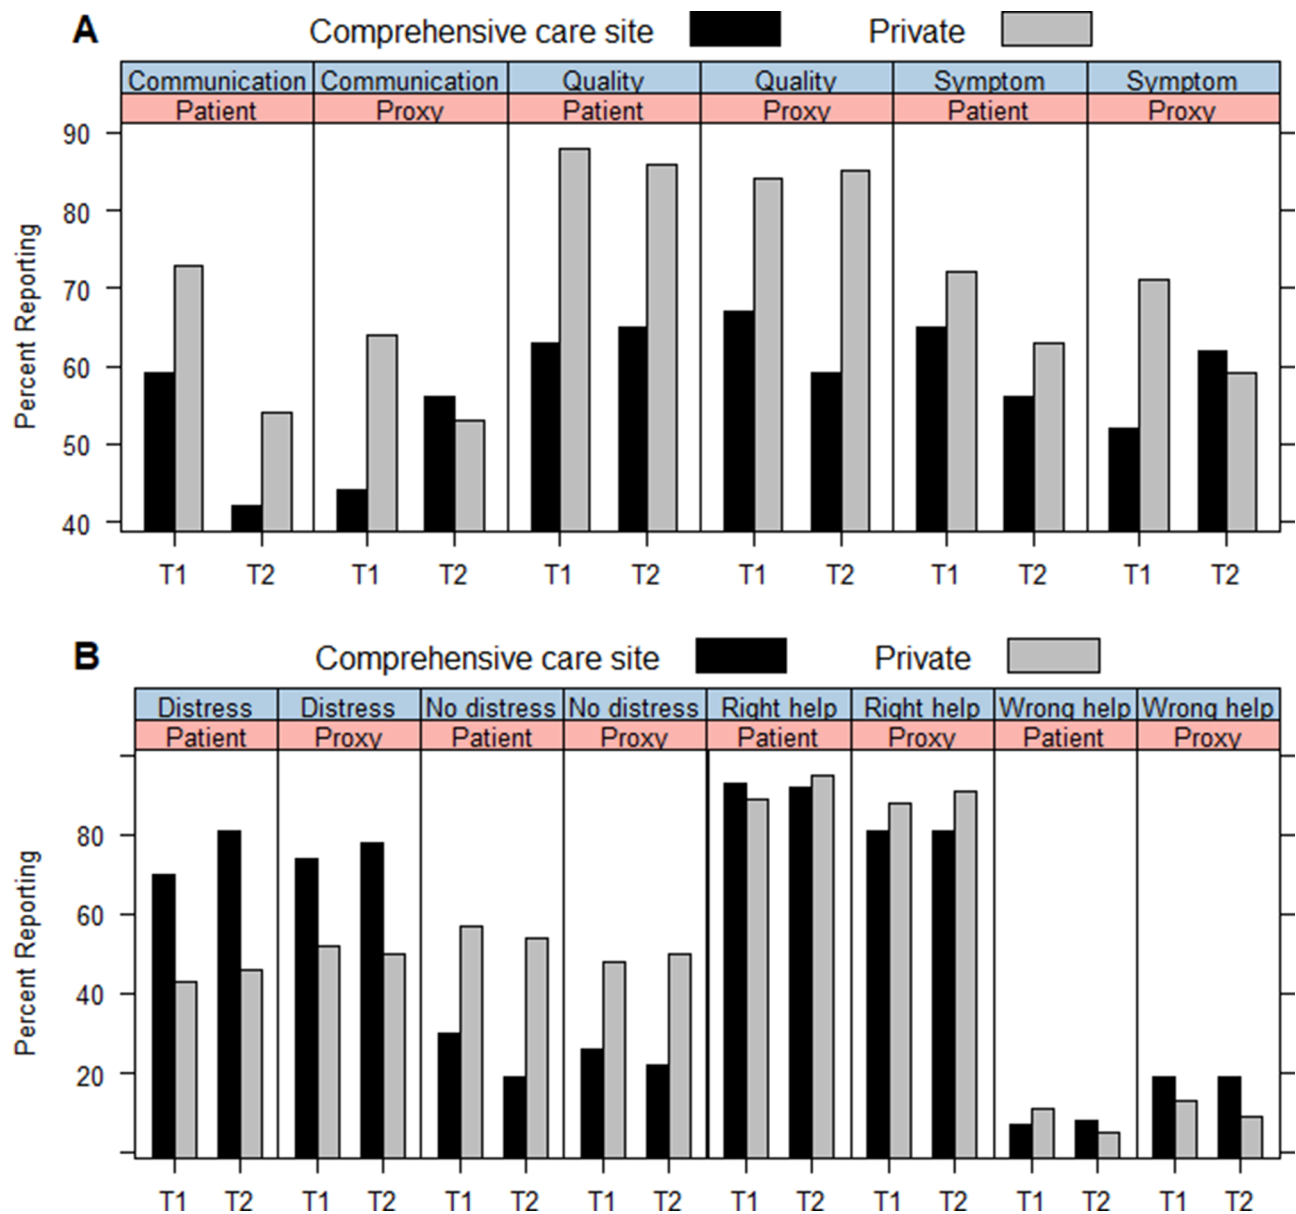 A Comprehensive care site Private
Communication Communication Quality Quality Symptom Symptom
Patient Proxy Patient Proxy Patient Proxy
90
80
70
60
50
40
Percent Reporting
T1 T2 T1 T2 T1 T2 T1 T2 T1 T2 T1 T2
B Comprehensive care site Private
Distress Distress No distress No distress Right help Right help Wrong help Wrong help
Patient Proxy Patient Proxy Patient Proxy Patient Proxy
80
60
40
20
Percent Reporting
T1 T2 T1 T2 T1 T2 T1 T2 T1 T2 T1 T2 T1 T2 T1 T2